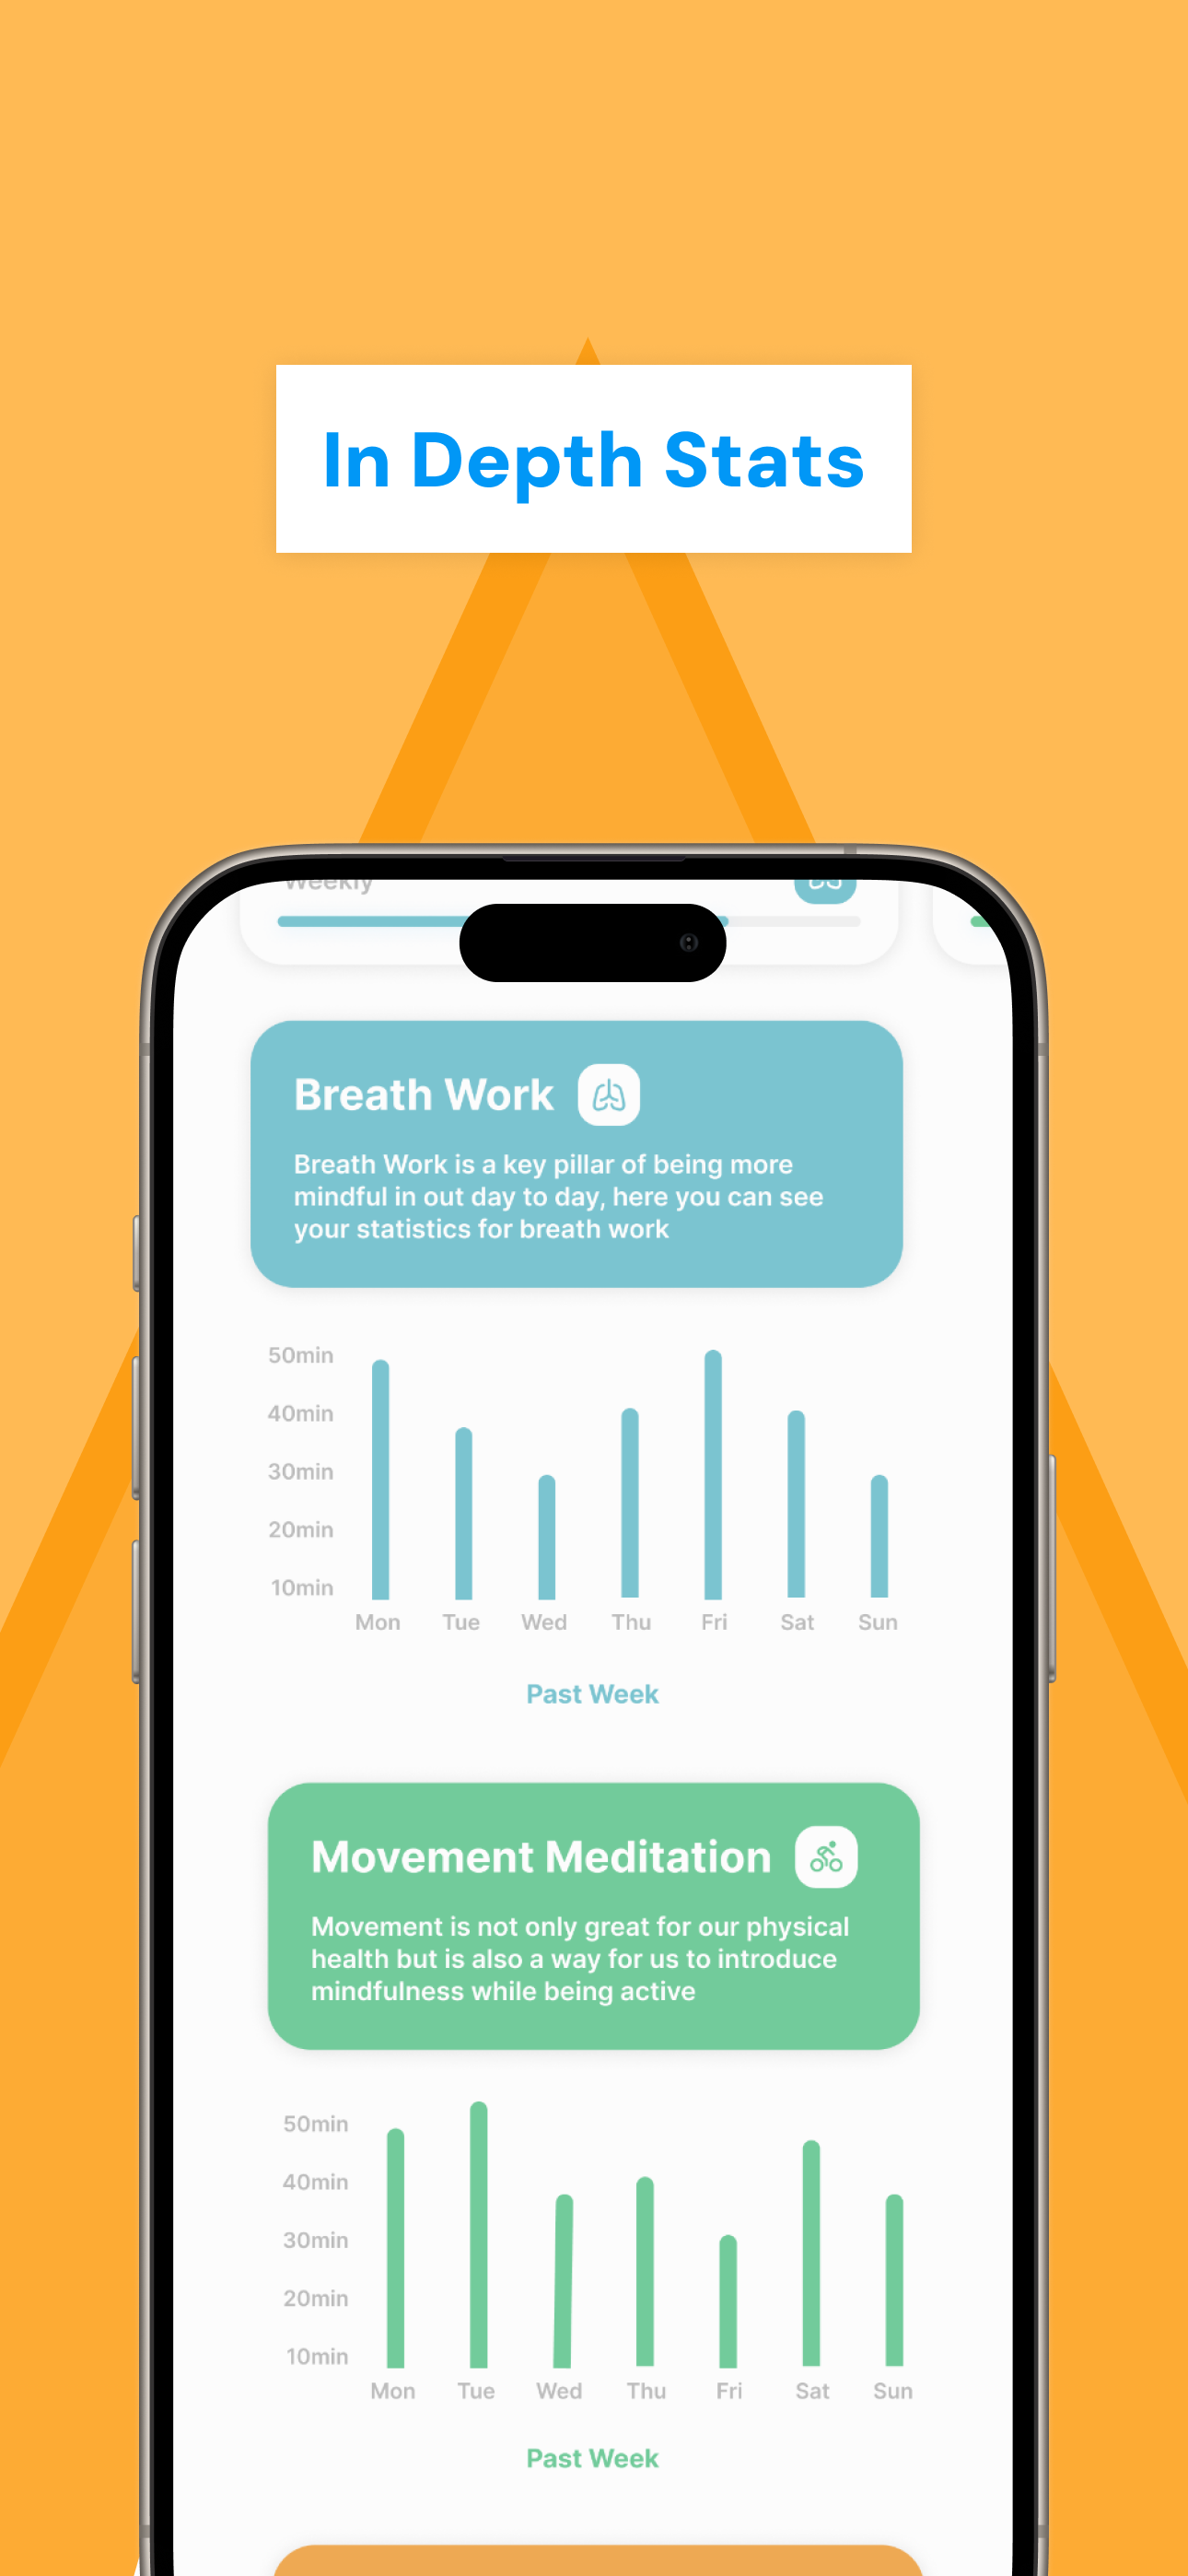 In Depth Stats
Weekly
Breath Work
Breath Work is a key pillar of being more
mindful in out day to day, here you can see
your statistics for breath work
50min
40min
30min
20min
10min
Mon Tue Wed Thu Fri Sat Sun
Past Week
Movement Meditation
Movement is not only great for our physical
health but is also a way for us to introduce
mindfulness while being active
50min
40min
30min
20min
10min
Mon Tue Wed Thu Fri Sat Sun
Past Week